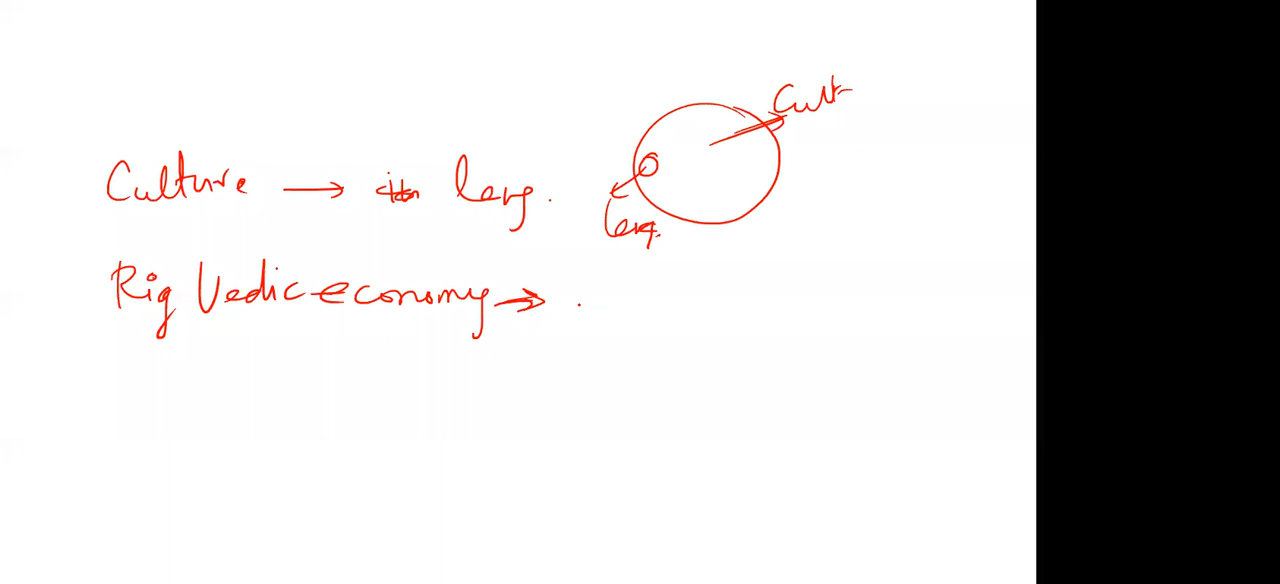 Culture → lang.
Cult
lang.
Rig Vedic economy →